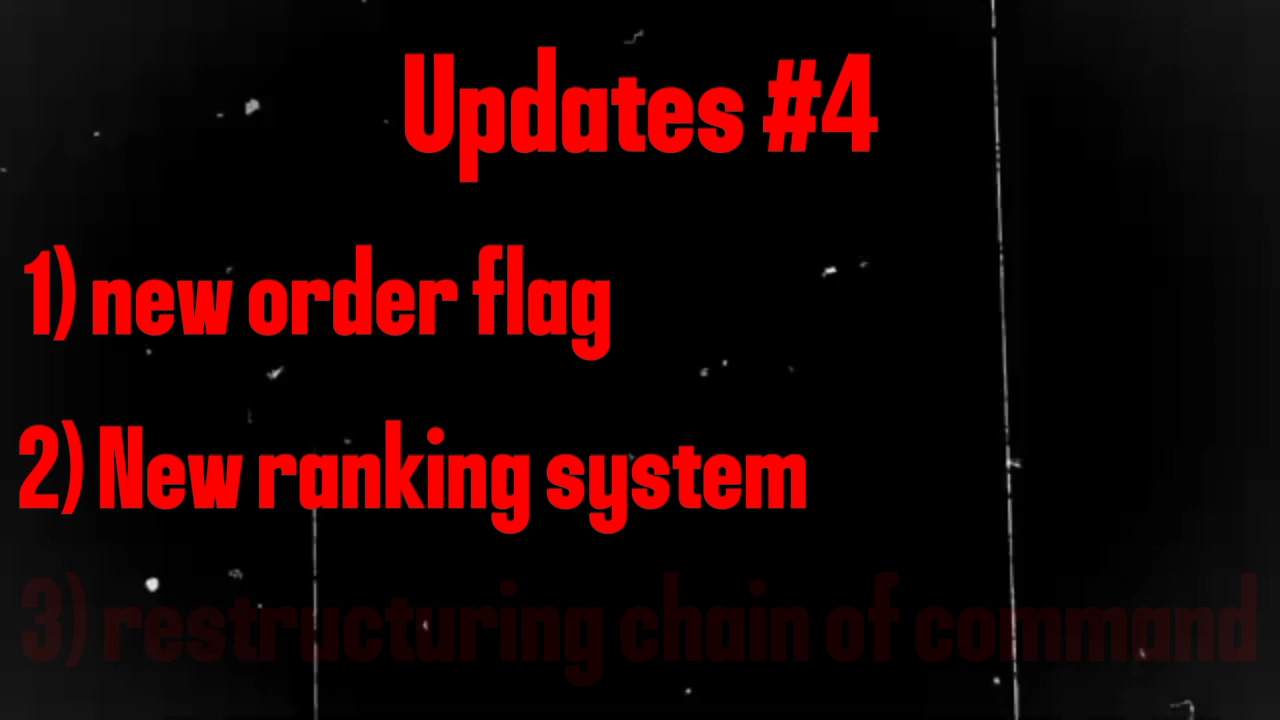 Updates #4
1) new order flag
2) New ranking system
3) restructuring chain of command